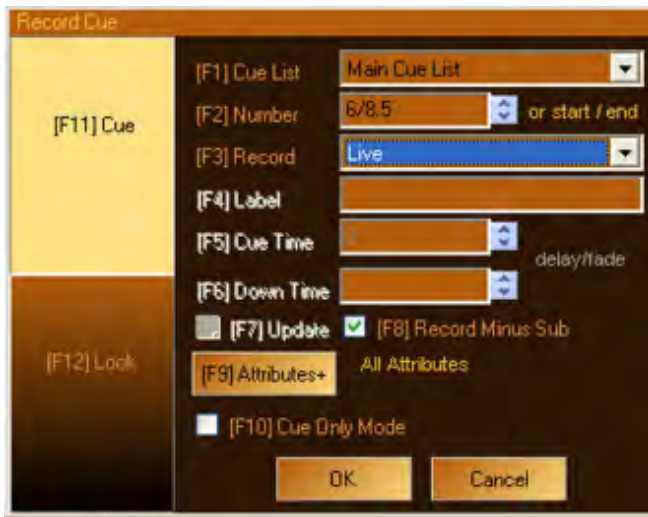 Record Cue
[F11] Cue
[F12] Look
[F1] Cue List
Main Cue List
[F2] Number
6/8.5
or start / end
[F3] Record
Live
[F4] Label
[F5] Cue Time
delay/fade
[F6] Down Time
[F7] Update
[F8] Record Minus Sub
[F9] Attributes+
All Attributes
[F10] Cue Only Mode
OK
Cancel